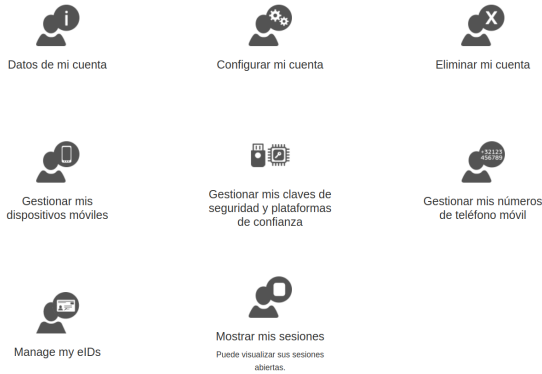 Datos de mi cuenta
Configurar mi cuenta
Eliminar mi cuenta
+32123
456789
Gestionar mis
dispositivos móviles
Gestionar mis claves de
seguridad y plataformas
de confianza
Gestionar mis números
de teléfono móvil
Manage my eIDs
Mostrar mis sesiones
Puede visualizar sus sesiones
abiertas.